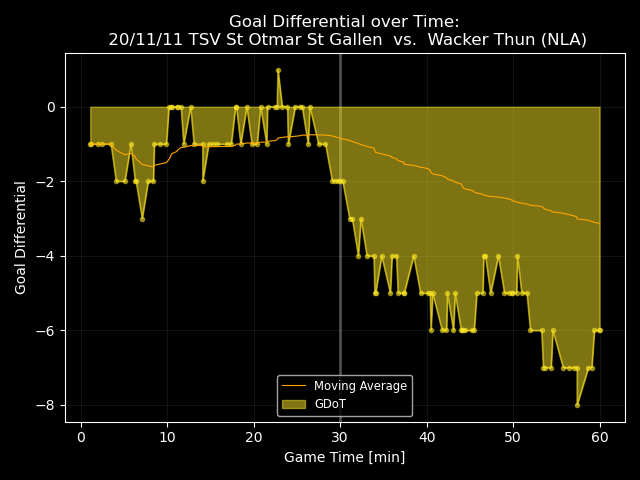 Goal Differential over Time:
20/11/11 TSV St Otmar St Gallen vs. Wacker Thun (NLA)
Goal Differential
0
−2
−4
−6
−8
Moving Average
GDoT
0 10 20 30 40 50 60
Game Time [min]